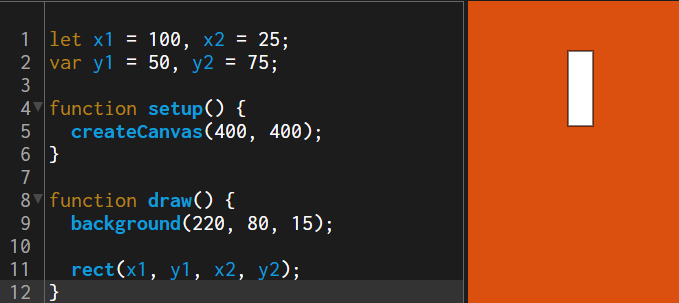 1 let x1 = 100, x2 = 25;
2 var y1 = 50, y2 = 75;
3
4 function setup() {
5   createCanvas(400, 400);
6 }
7
8 function draw() {
9   background(220, 80, 15);
10
11   rect(x1, y1, x2, y2);
12 }